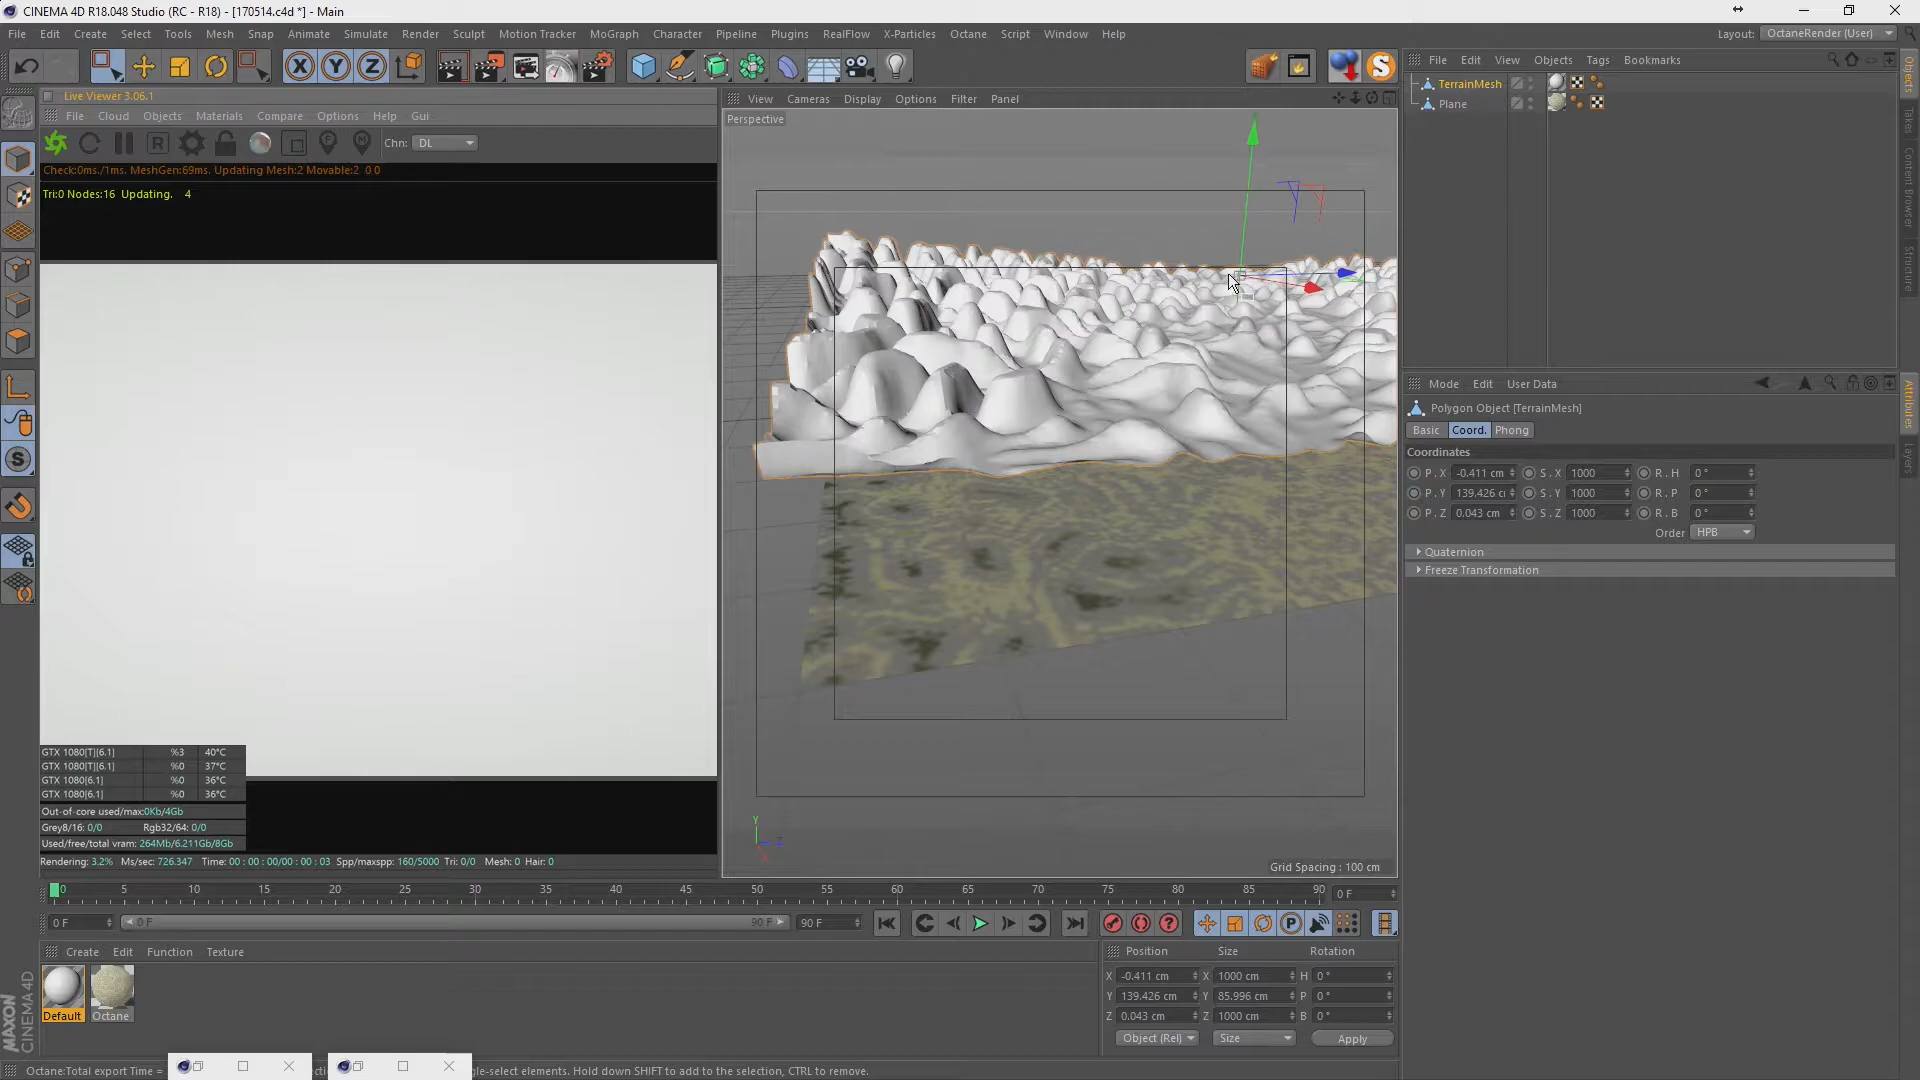 CINEMA 4D R18.048 Studio (RC - R18) - [170514.c4d *] - Main
File Edit Create Select Tools Mesh Snap Animate Simulate Render Sculpt Motion Tracker MoGraph Character Pipeline Plugins RealFlow X-Particles Octane Script Window Help
Layout: OctaneRender (User)
X Y Z
File Edit View Objects Tags Bookmarks
TerrainMesh
Plane
Objects
Takes
Content Browser
Structure
Live Viewer 3.06.1
File Cloud Objects Materials Compare Options Help Gui
R F N Chn: DL
Check:0ms./1ms. MeshGen:69ms. Updating Mesh:2 Movable:2 0 0
Tri:0 Nodes:16 Updating. 4
View Cameras Display Options Filter Panel
Perspective
Y
Z
X
Grid Spacing : 100 cm
Mode Edit User Data
Polygon Object [TerrainMesh]
Basic Coord. Phong
Coordinates
P . X -0.411 cm S . X 1000 R . H 0 °
P . Y 139.426 c S . Y 1000 R . P 0 °
P . Z 0.043 cm S . Z 1000 R . B 0 °
Order HPB
Quaternion
Freeze Transformation
Attributes
Layers
GTX 1080[T][6.1] %3 40°C
GTX 1080[T][6.1] %0 37°C
GTX 1080[6.1] %0 36°C
GTX 1080[6.1] %0 36°C
Out-of-core used/max:0Kb/4Gb
Grey8/16: 0/0 Rgb32/64: 0/0
Used/free/total vram: 264Mb/6.211Gb/8Gb
Rendering: 3.2% Ms/sec: 726.347 Time: 00 : 00 : 00/00 : 00 : 03 Spp/maxspp: 160/5000 Tri: 0/0 Mesh: 0 Hair: 0
0 5 10 15 20 25 30 35 40 45 50 55 60 65 70 75 80 85 90 0 F
0 F 0 F 90 F 90 F
Create Edit Function Texture
Default Octane
MAXON
CINEMA 4D
Position Size Rotation
X -0.411 cm X 1000 cm H 0 °
Y 139.426 cm Y 85.996 cm P 0 °
Z 0.043 cm Z 1000 cm B 0 °
Object (Rel) Size Apply
Octane:Total export Time = gle-select elements. Hold down SHIFT to add to the selection, CTRL to remove.